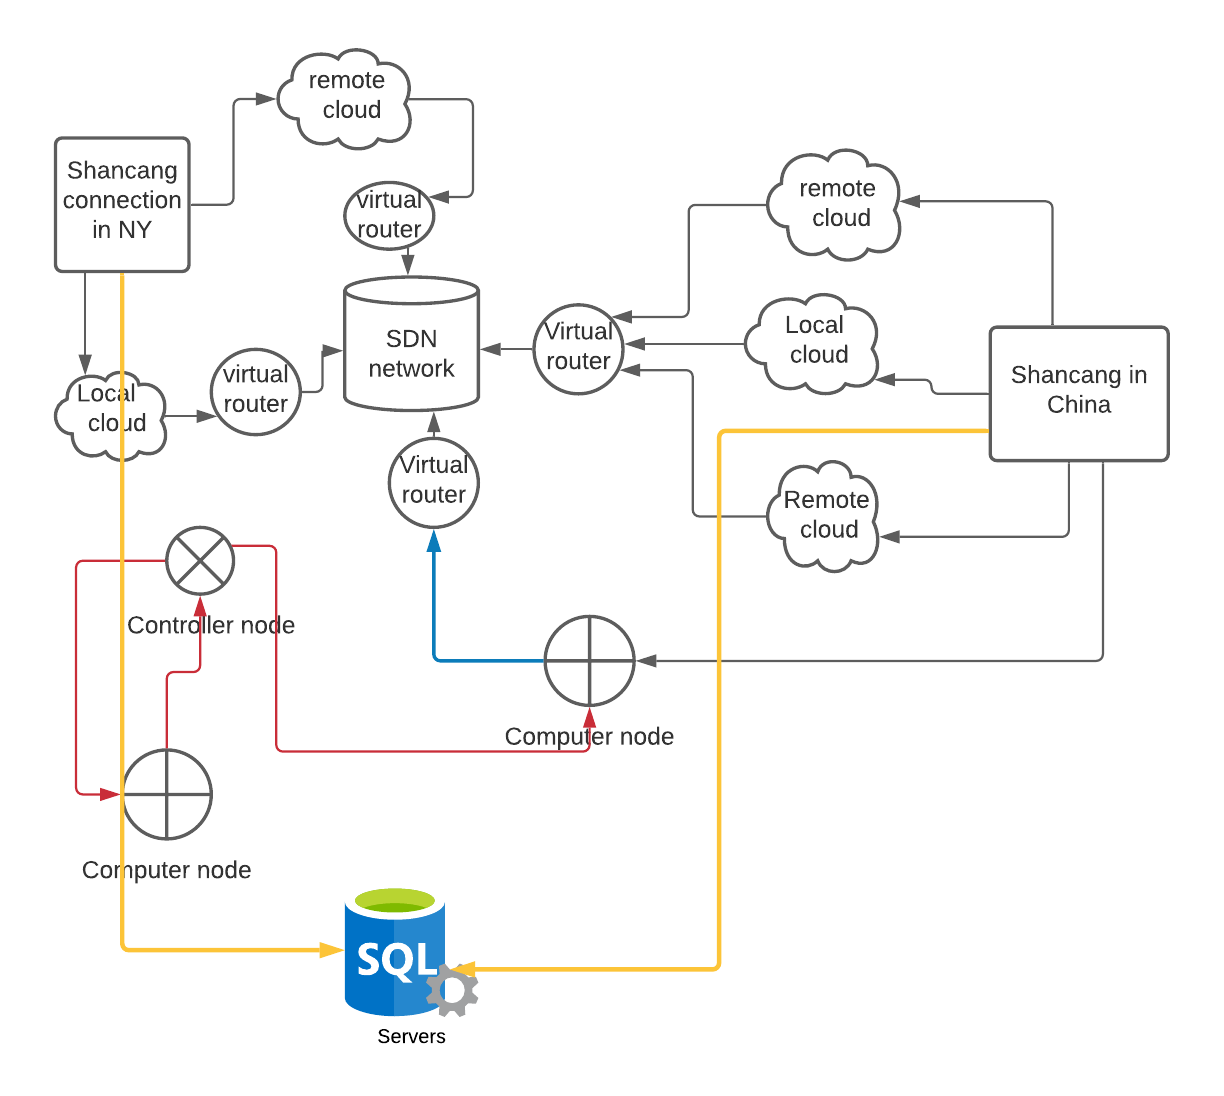 remote
cloud
Shancang
connection
in NY
virtual
router
remote
cloud
SDN
network
Virtual
router
Local
cloud
Shancang in
China
virtual
router
Local
cloud
Virtual
router
Remote
cloud
Controller node
Computer node
Computer node
SQL
Servers